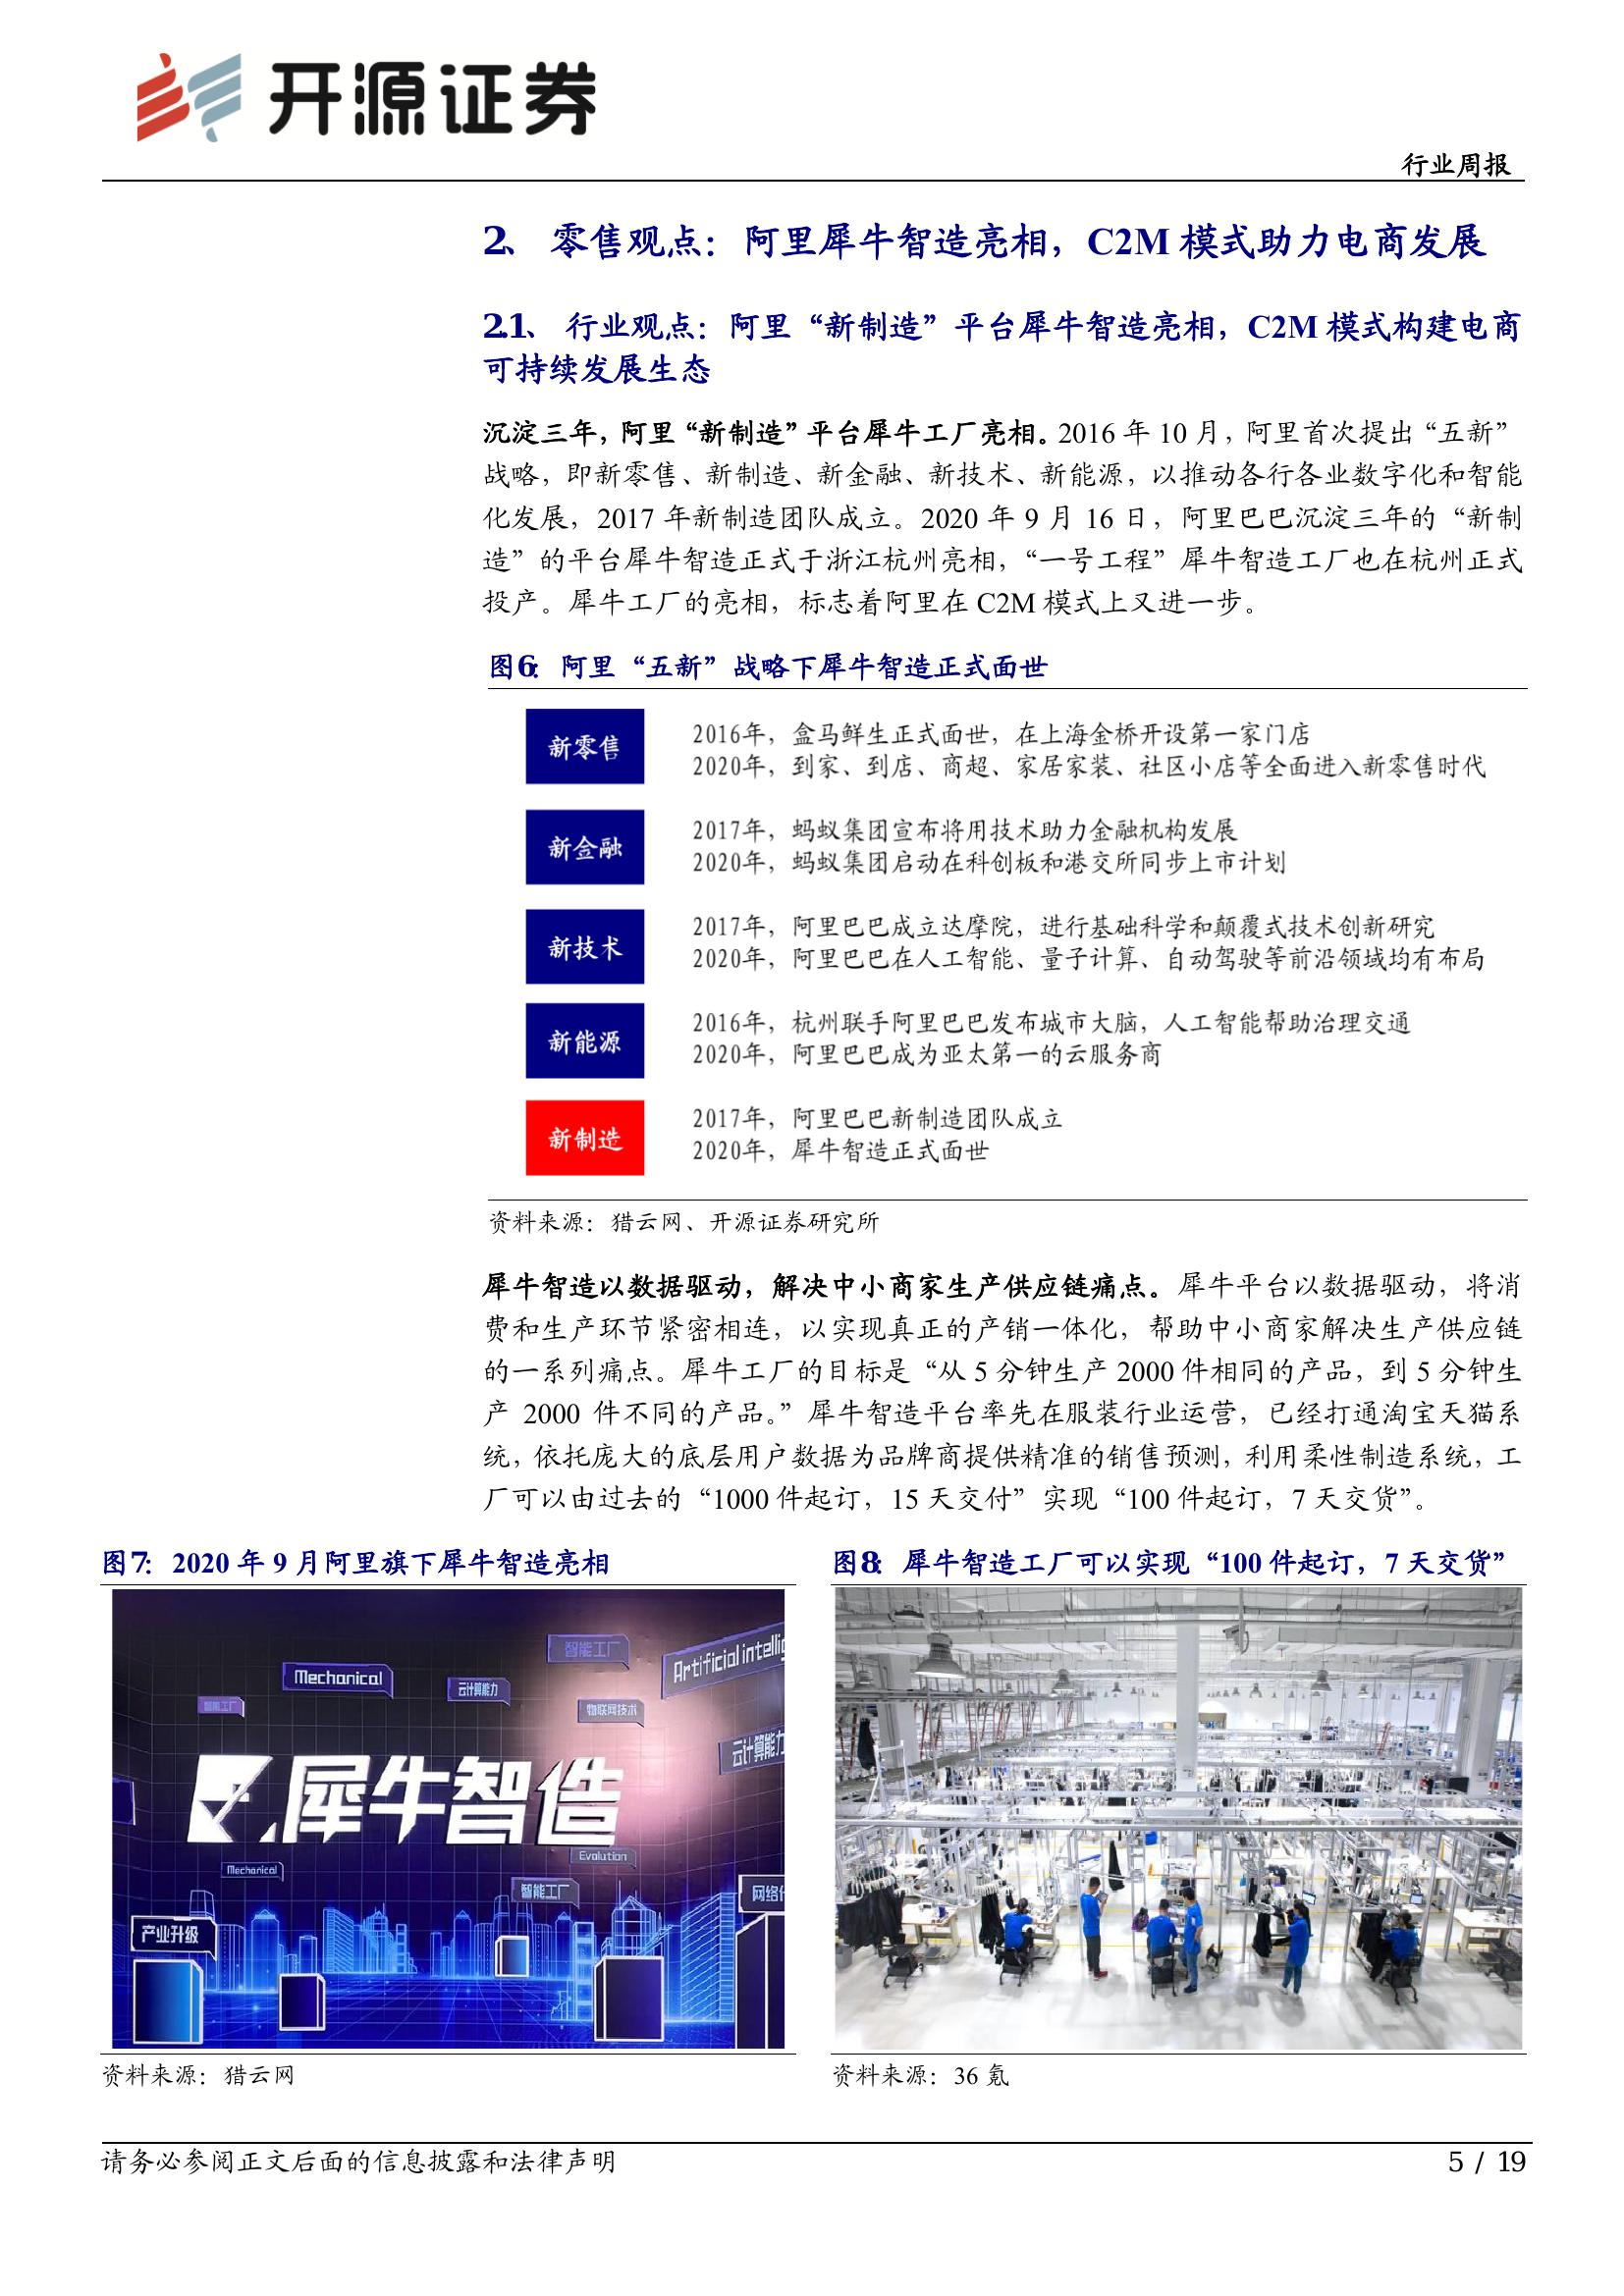 开源证券
行业周报
2、 零售观点：阿里犀牛智造亮相，C2M 模式助力电商发展
2.1、 行业观点：阿里“新制造”平台犀牛智造亮相，C2M 模式构建电商
可持续发展生态
沉淀三年，阿里“新制造”平台犀牛工厂亮相。2016 年 10 月，阿里首次提出“五新”
战略，即新零售、新制造、新金融、新技术、新能源，以推动各行各业数字化和智能
化发展，2017 年新制造团队成立。2020 年 9 月 16 日，阿里巴巴沉淀三年的“新制
造”的平台犀牛智造正式于浙江杭州亮相，“一号工程”犀牛智造工厂也在杭州正式
投产。犀牛工厂的亮相，标志着阿里在 C2M 模式上又进一步。
图6：阿里“五新”战略下犀牛智造正式面世
新零售
2016年，盒马鲜生正式面世，在上海金桥开设第一家门店
2020年，到家、到店、商超、家居家装、社区小店等全面进入新零售时代
新金融
2017年，蚂蚁集团宣布将用技术助力金融机构发展
2020年，蚂蚁集团启动在科创板和港交所同步上市计划
新技术
2017年，阿里巴巴成立达摩院，进行基础科学和颠覆式技术创新研究
2020年，阿里巴巴在人工智能、量子计算、自动驾驶等前沿领域均有布局
新能源
2016年，杭州联手阿里巴巴发布城市大脑，人工智能帮助治理交通
2020年，阿里巴巴成为亚太第一的云服务商
新制造
2017年，阿里巴巴新制造团队成立
2020年，犀牛智造正式面世
资料来源：猎云网、开源证券研究所
犀牛智造以数据驱动，解决中小商家生产供应链痛点。犀牛平台以数据驱动，将消
费和生产环节紧密相连，以实现真正的产销一体化，帮助中小商家解决生产供应链
的一系列痛点。犀牛工厂的目标是“从 5 分钟生产 2000 件相同的产品，到 5 分钟生
产 2000 件不同的产品。”犀牛智造平台率先在服装行业运营，已经打通淘宝天猫系
统，依托庞大的底层用户数据为品牌商提供精准的销售预测，利用柔性制造系统，工
厂可以由过去的“1000 件起订，15 天交付”实现“100 件起订，7 天交货”。
图7：2020 年 9 月阿里旗下犀牛智造亮相
智能工厂
Artificial intellig
Mechanical
云计算能力
智能工厂
物联网技术
云计算能力
犀牛智造
Evolution
Mechanical
智能工厂
网络
产业升级
资料来源：猎云网
图8：犀牛智造工厂可以实现“100 件起订，7 天交货”
资料来源：36 氪
请务必参阅正文后面的信息披露和法律声明
5 / 19